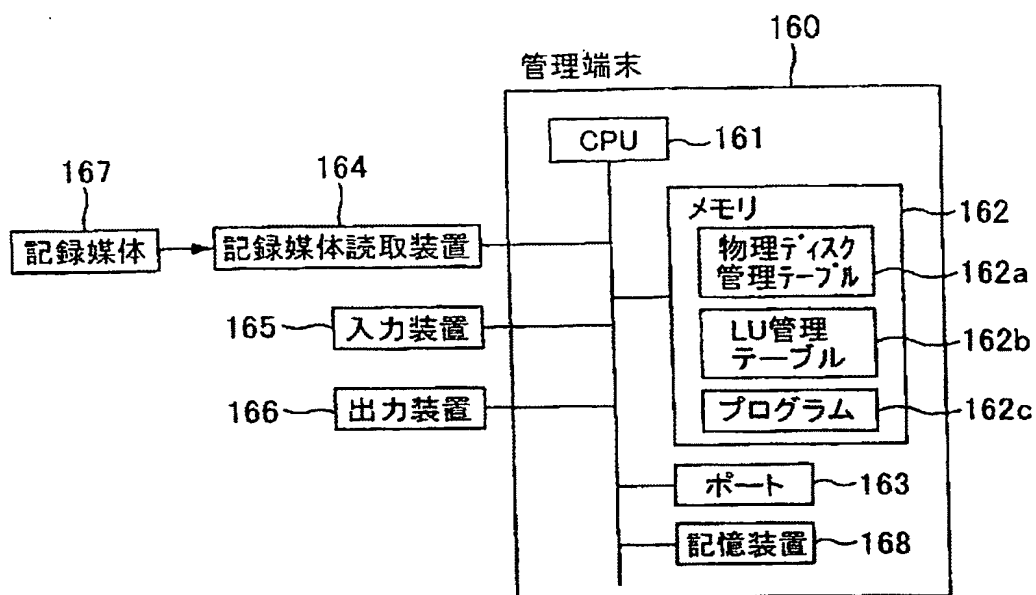 160
管理端末
CPU
161
167
164
メモリ
162
記録媒体
記録媒体読取装置
物理ディスク
管理テーブル
162a
165
入力装置
LU管理
テーブル
162b
166
出力装置
プログラム
162c
ポート
163
記憶装置
168